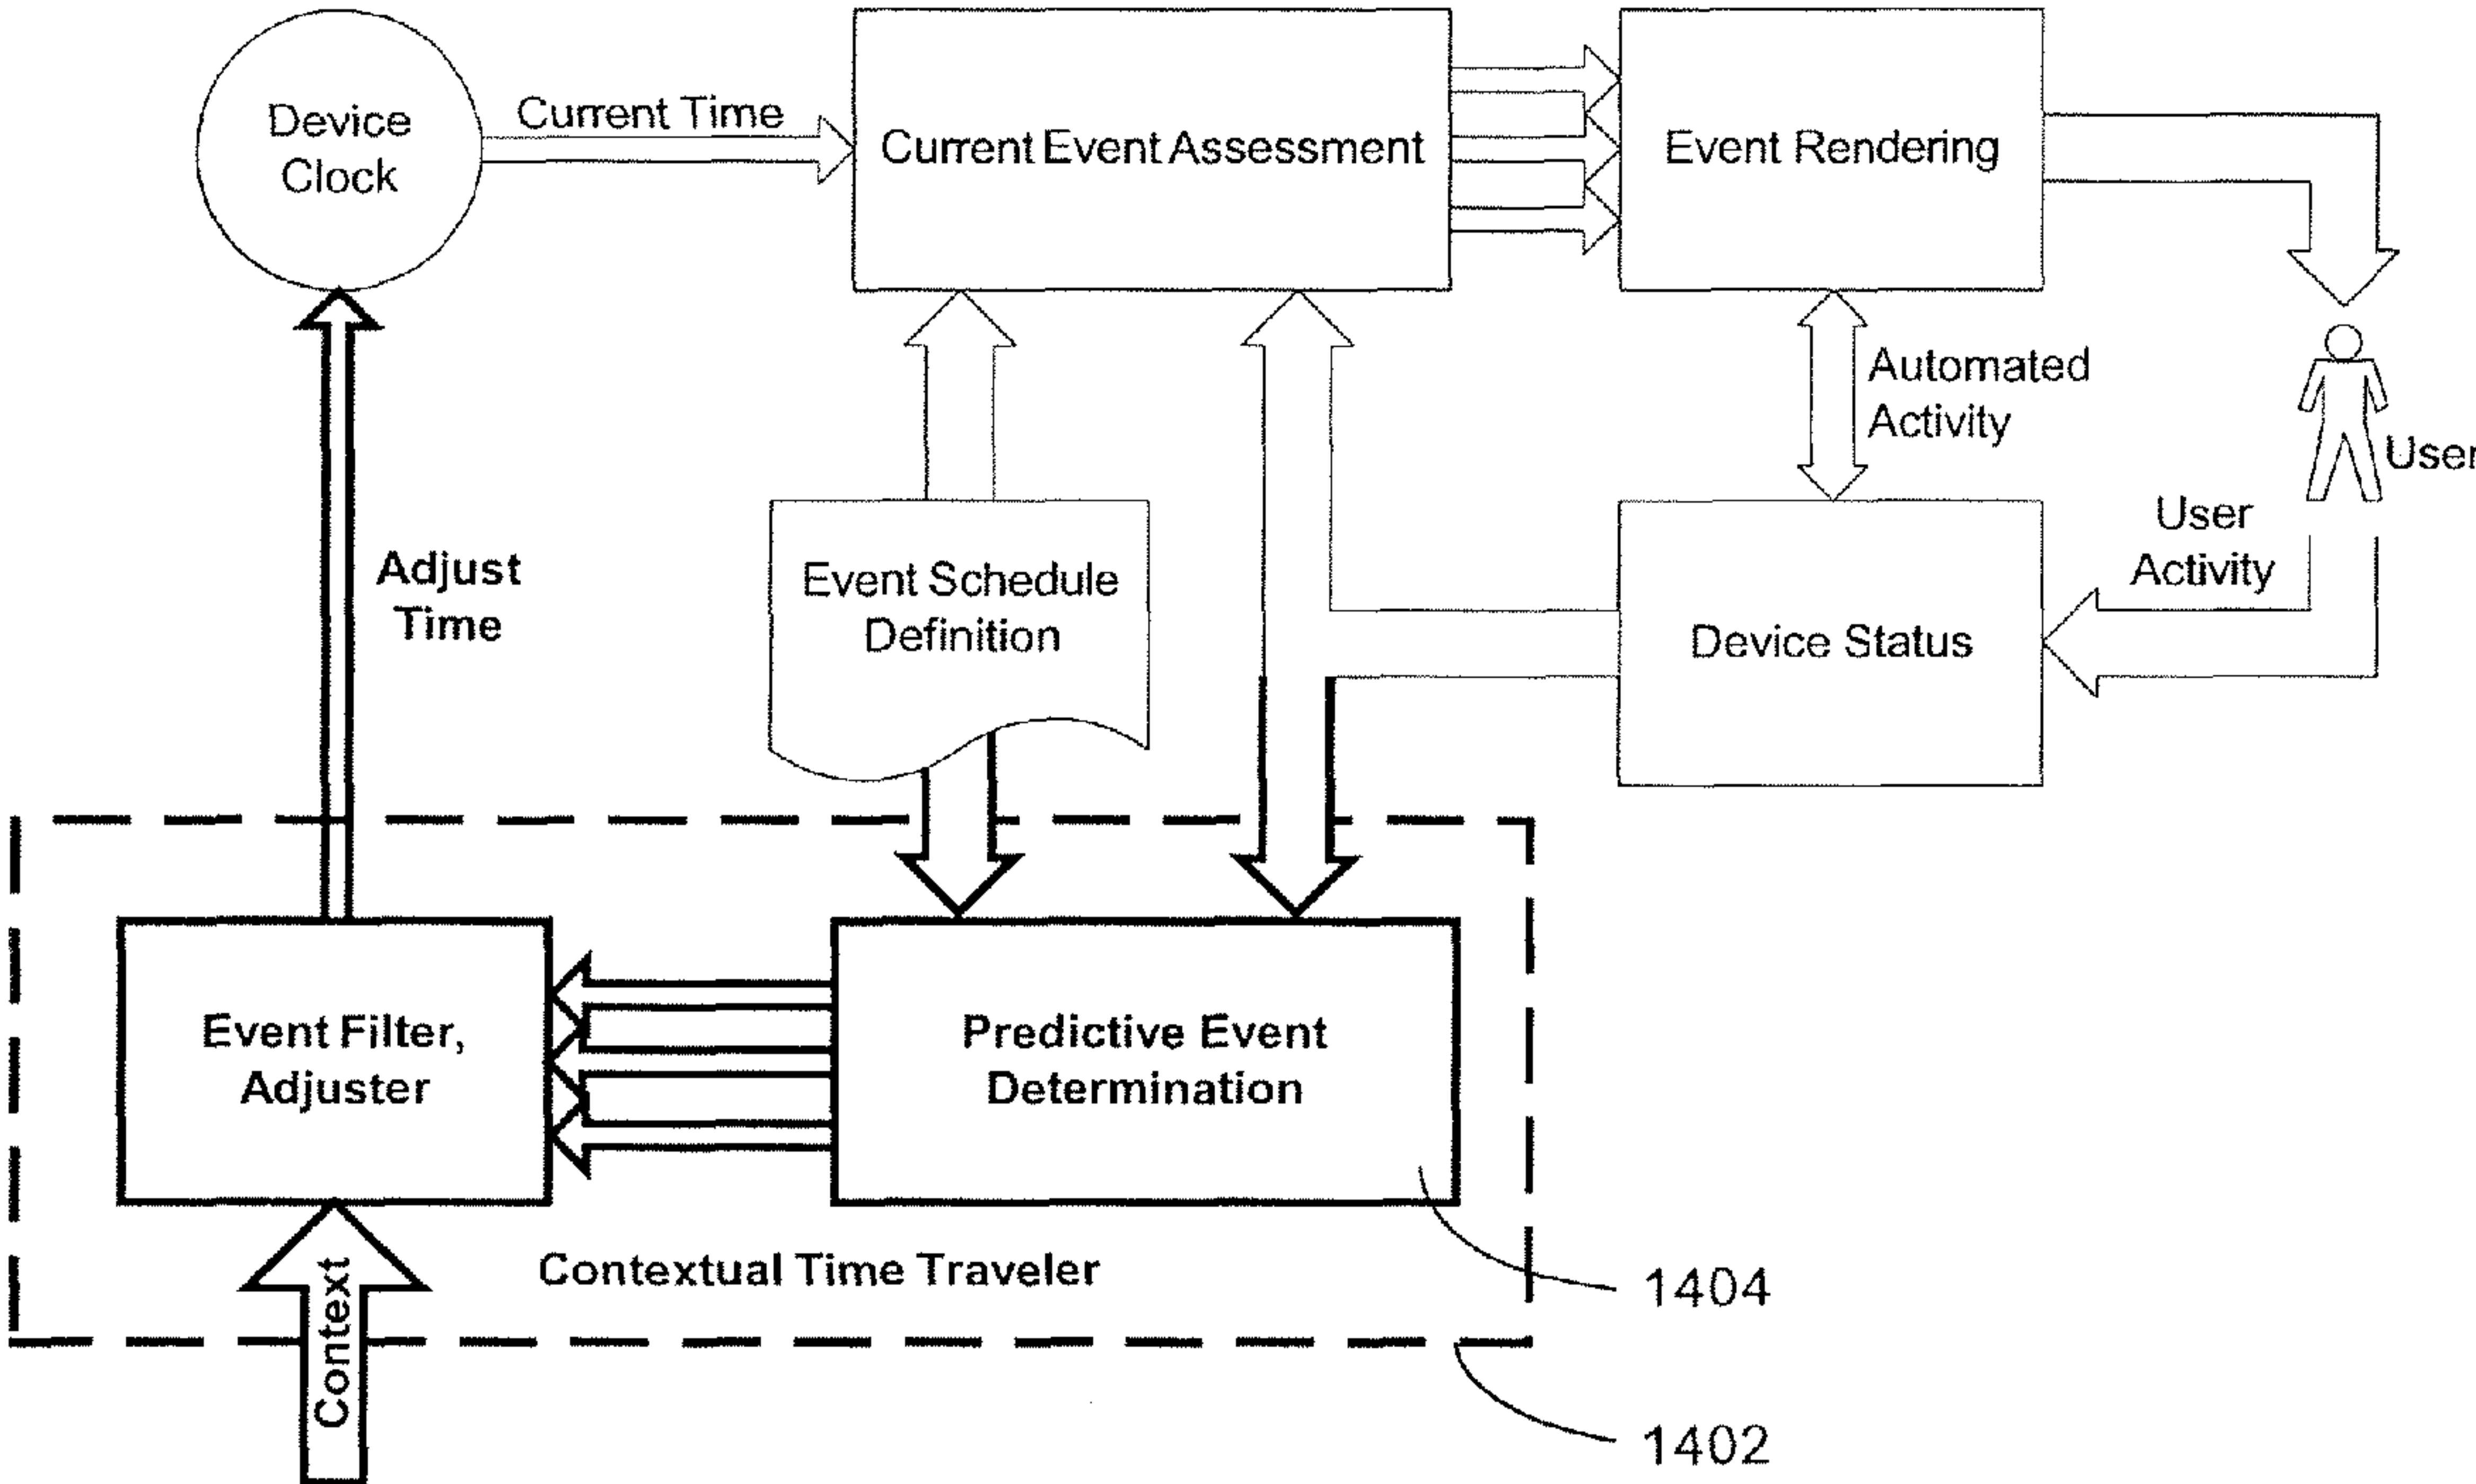 Device
Clock
Current Time
Current Event Assessment
Event Rendering
Automated
Activity
User
User
Activity
Adjust
Time
Event Schedule
Definition
Device Status
Event Filter,
Adjuster
Predictive Event
Determination
Contextual Time Traveler
Context
1404
1402